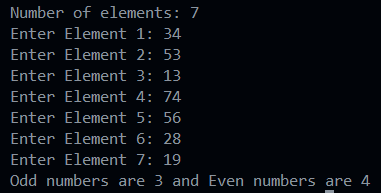 Number of elements: 7
Enter Element 1: 34
Enter Element 2: 53
Enter Element 3: 13
Enter Element 4: 74
Enter Element 5: 56
Enter Element 6: 28
Enter Element 7: 19
Odd numbers are 3 and Even numbers are 4